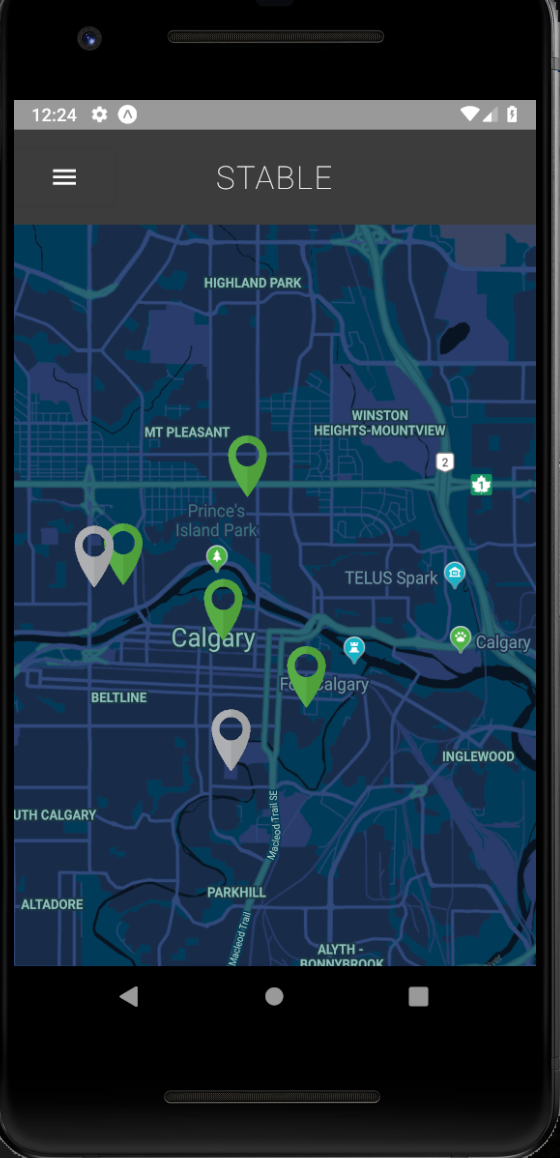 12:24
STABLE
HIGHLAND PARK
WINSTON
HEIGHTS-MOUNTVIEW
MT PLEASANT
2
1
Prince's
Island Park
TELUS Spark
Calgary
Calgary
Fort Calgary
BELTLINE
INGLEWOOD
UTH CALGARY
Macleod Trail SE
PARKHILL
ALTADORE
Macleod Trail
ALYTH -
BONNYBROOK